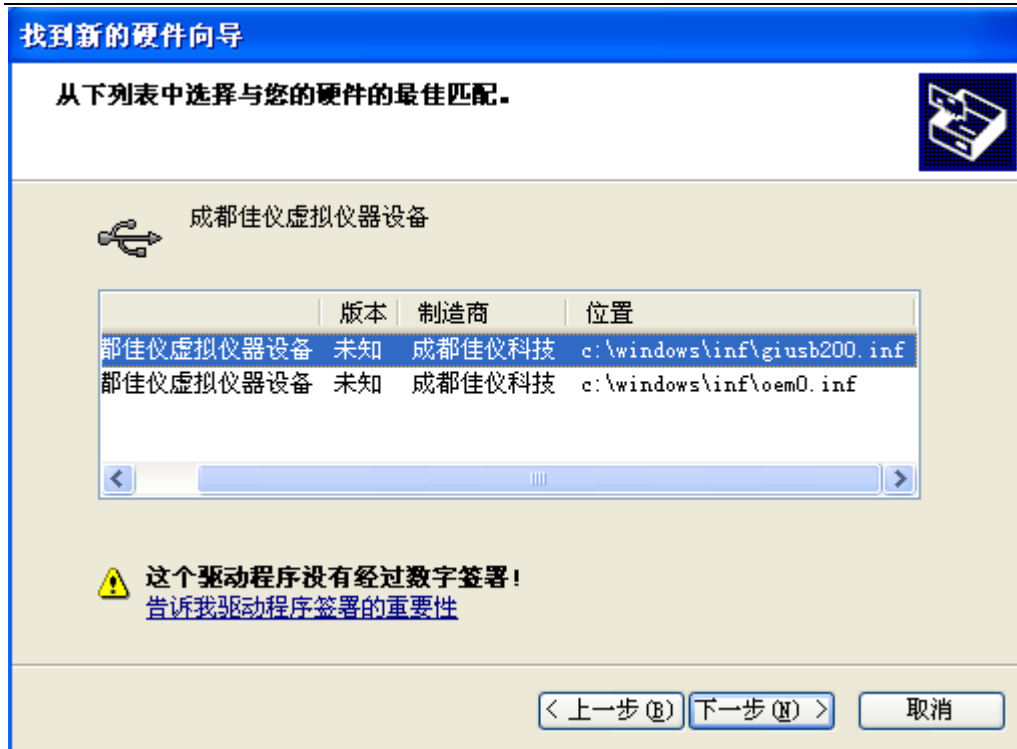 找到新的硬件向导
从下列表中选择与您的硬件的最佳匹配。
成都佳仪虚拟仪器设备
版本 制造商 位置
都佳仪虚拟仪器设备 未知 成都佳仪科技 c:\windows\inf\giusb200.inf
都佳仪虚拟仪器设备 未知 成都佳仪科技 c:\windows\inf\oem0.inf
这个驱动程序没有经过数字签署!
告诉我驱动程序签署的重要性
< 上一步(B) 下一步(N) > 取消